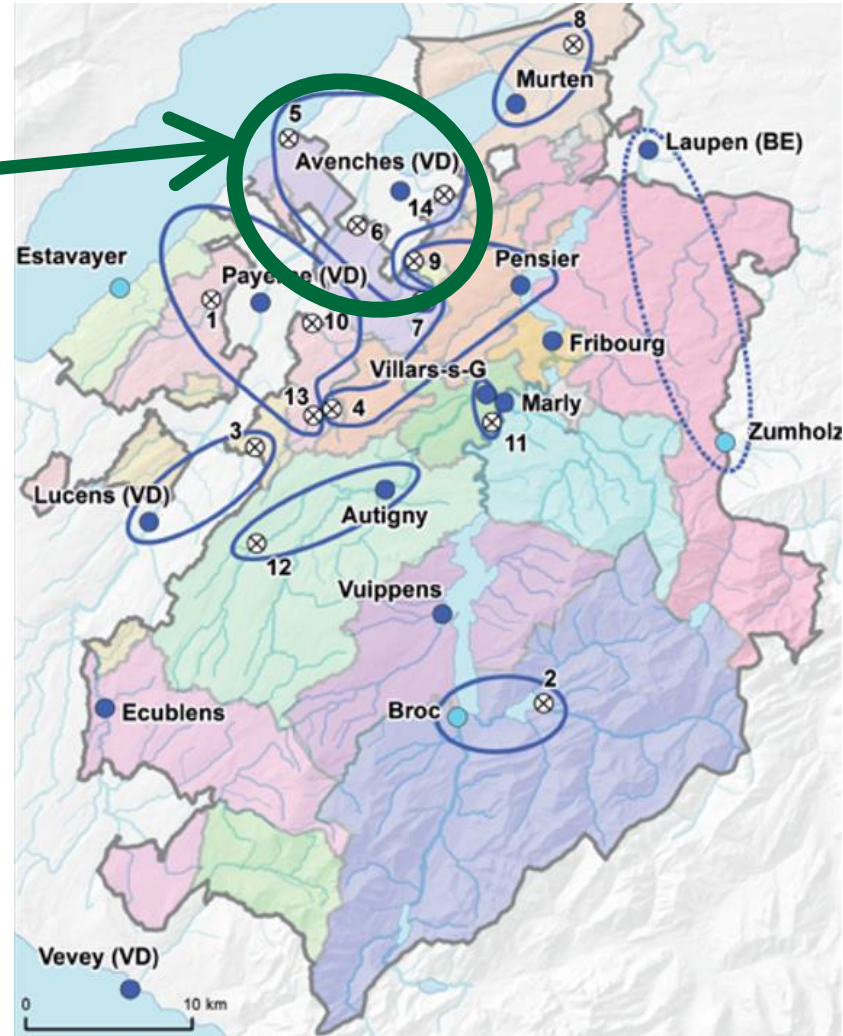 8
Murten
5
Laupen (BE)
Avenches (VD)
14
6
Estavayer
9
Pensier
Payerne (VD)
1
10
7
Fribourg
Villars-s-G
13
4
Marly
3
11
Zumholz
Lucens (VD)
Autigny
12
Vuippens
2
Broc
Ecublens
Vevey (VD)
0
10 km